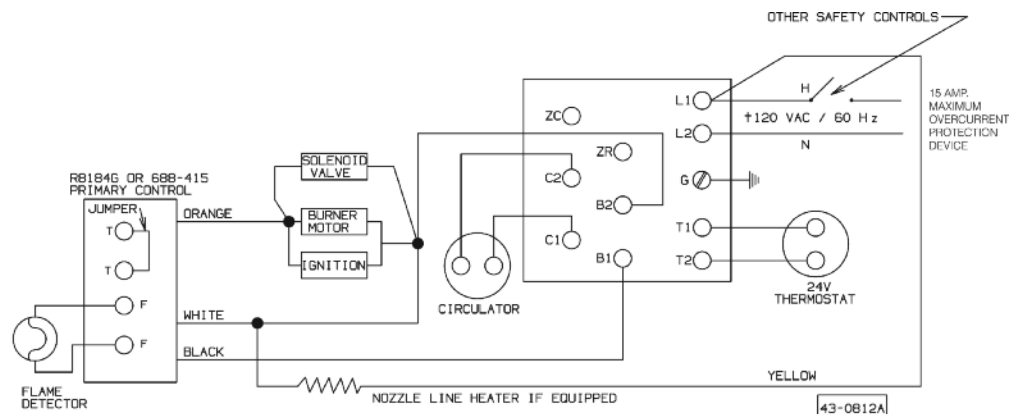 OTHER SAFETY CONTROLS
L1
H
15 AMP.
MAXIMUM
OVERCURRENT
PROTECTION
DEVICE
ZC
†120 VAC / 60 Hz
L2
N
ZR
SOLENOID
VALVE
R8184G OR 688-415
PRIMARY CONTROL
C2
G
JUMPER
ORANGE
BURNER
MOTOR
B2
T
T1
C1
IGNITION
B1
T2
T
24V
THERMOSTAT
CIRCULATOR
F
WHITE
F
BLACK
YELLOW
FLAME
DETECTOR
NOZZLE LINE HEATER IF EQUIPPED
43-0812A